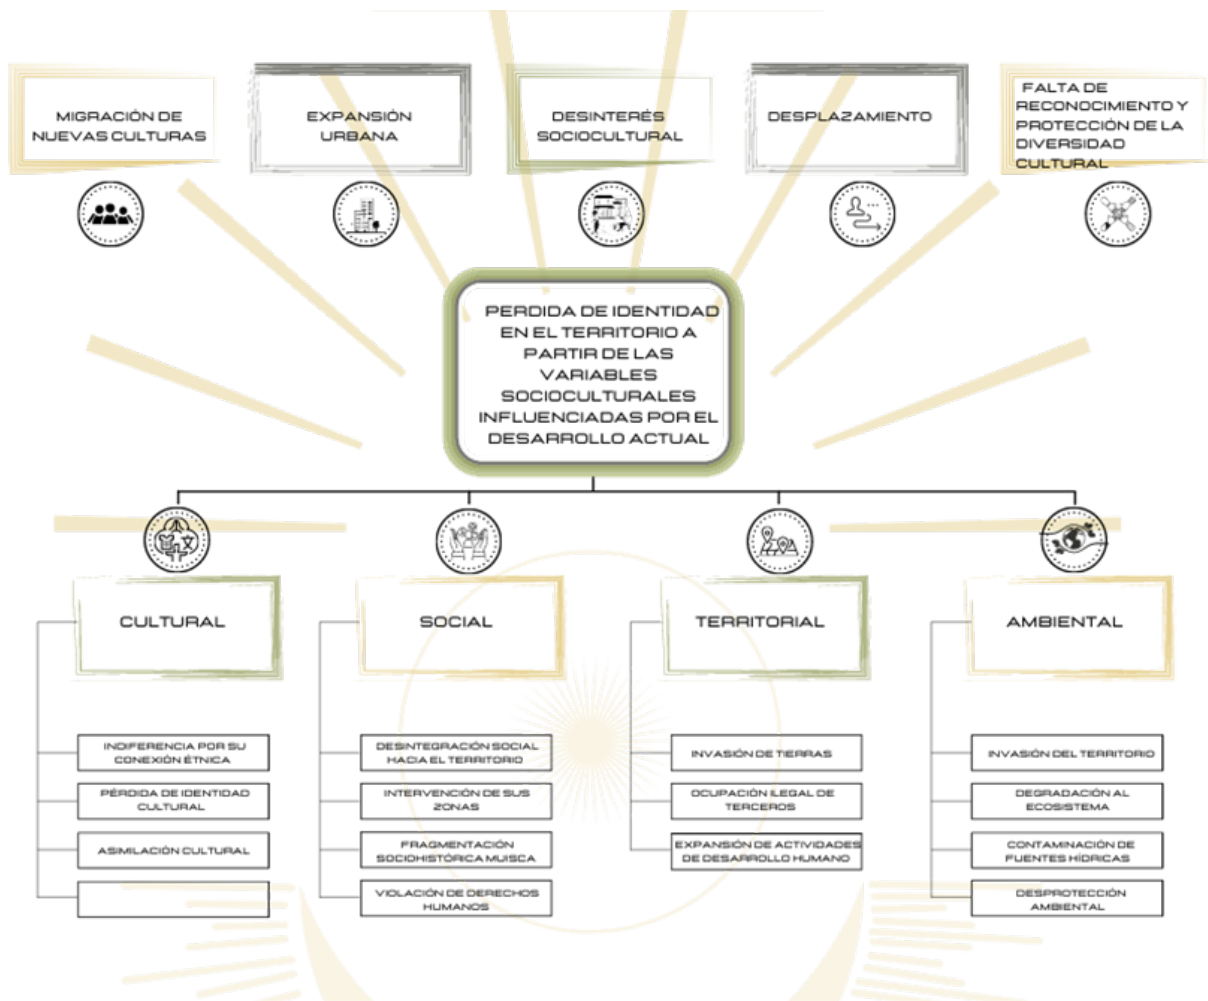 MIGRACIÓN DE
NUEVAS CULTURAS
EXPANSIÓN
URBANA
DESINTERÉS
SOCIOCULTURAL
DESPLAZAMIENTO
FALTA DE
RECONOCIMIENTO Y
PROTECCIÓN DE LA
DIVERSIDAD
CULTURAL
PERDIDA DE IDENTIDAD
EN EL TERRITORIO A
PARTIR DE LAS
VARIABLES
SOCIOCULTURALES
INFLUENCIADAS POR EL
DESARROLLO ACTUAL
CULTURAL
INDIFERENCIA POR SU
CONEXIÓN ÉTNICA
PÉRDIDA DE IDENTIDAD
CULTURAL
ASIMILACIÓN CULTURAL
SOCIAL
DESINTEGRACIÓN SOCIAL
HACIA EL TERRITORIO
INTERVENCIÓN DE SUS
ZONAS
FRAGMENTACIÓN
SOCIOHISTÓRICA MUISCA
VIOLACIÓN DE DERECHOS
HUMANOS
TERRITORIAL
INVASIÓN DE TIERRAS
OCUPACIÓN ILEGAL DE
TERCEROS
EXPANSIÓN DE ACTIVIDADES
DE DESARROLLO HUMANO
AMBIENTAL
INVASIÓN DEL TERRITORIO
DEGRADACIÓN AL
ECOSISTEMA
CONTAMINACIÓN DE
FUENTES HÍDRICAS
DESPROTECCIÓN
AMBIENTAL